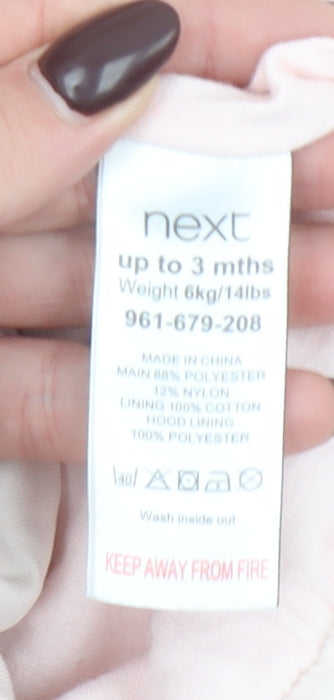 next
up to 3 mths
Weight 6kg/14lbs
961-679-208
MADE IN CHINA
MAIN 88% POLYESTER
12% NYLON
LINING 100% COTTON
HOOD LINING
100% POLYESTER
40
Wash inside out
KEEP AWAY FROM FIRE